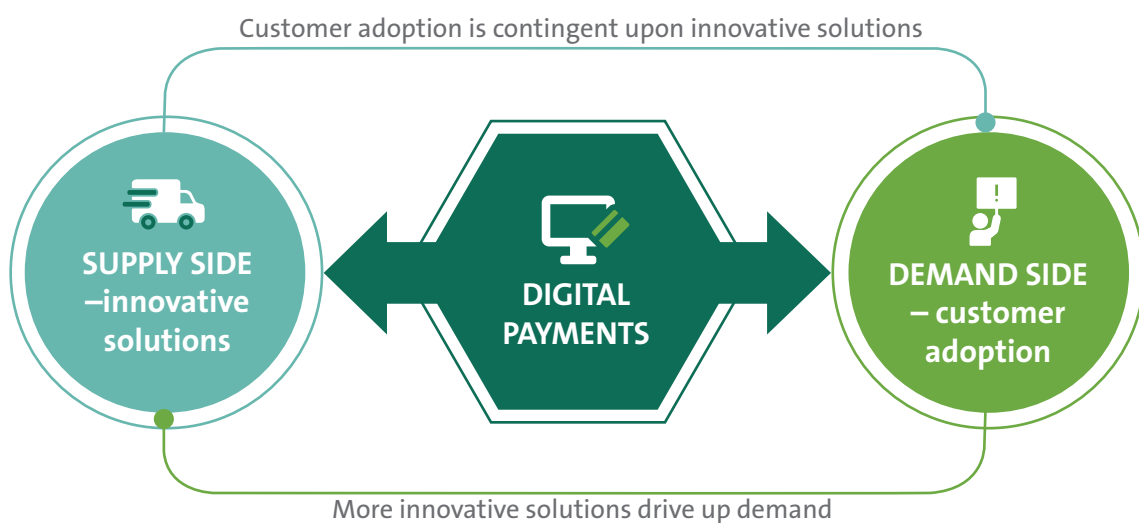 Customer adoption is contingent upon innovative solutions
SUPPLY SIDE
–innovative
solutions
DIGITAL
PAYMENTS
!
DEMAND SIDE
– customer
adoption
More innovative solutions drive up demand